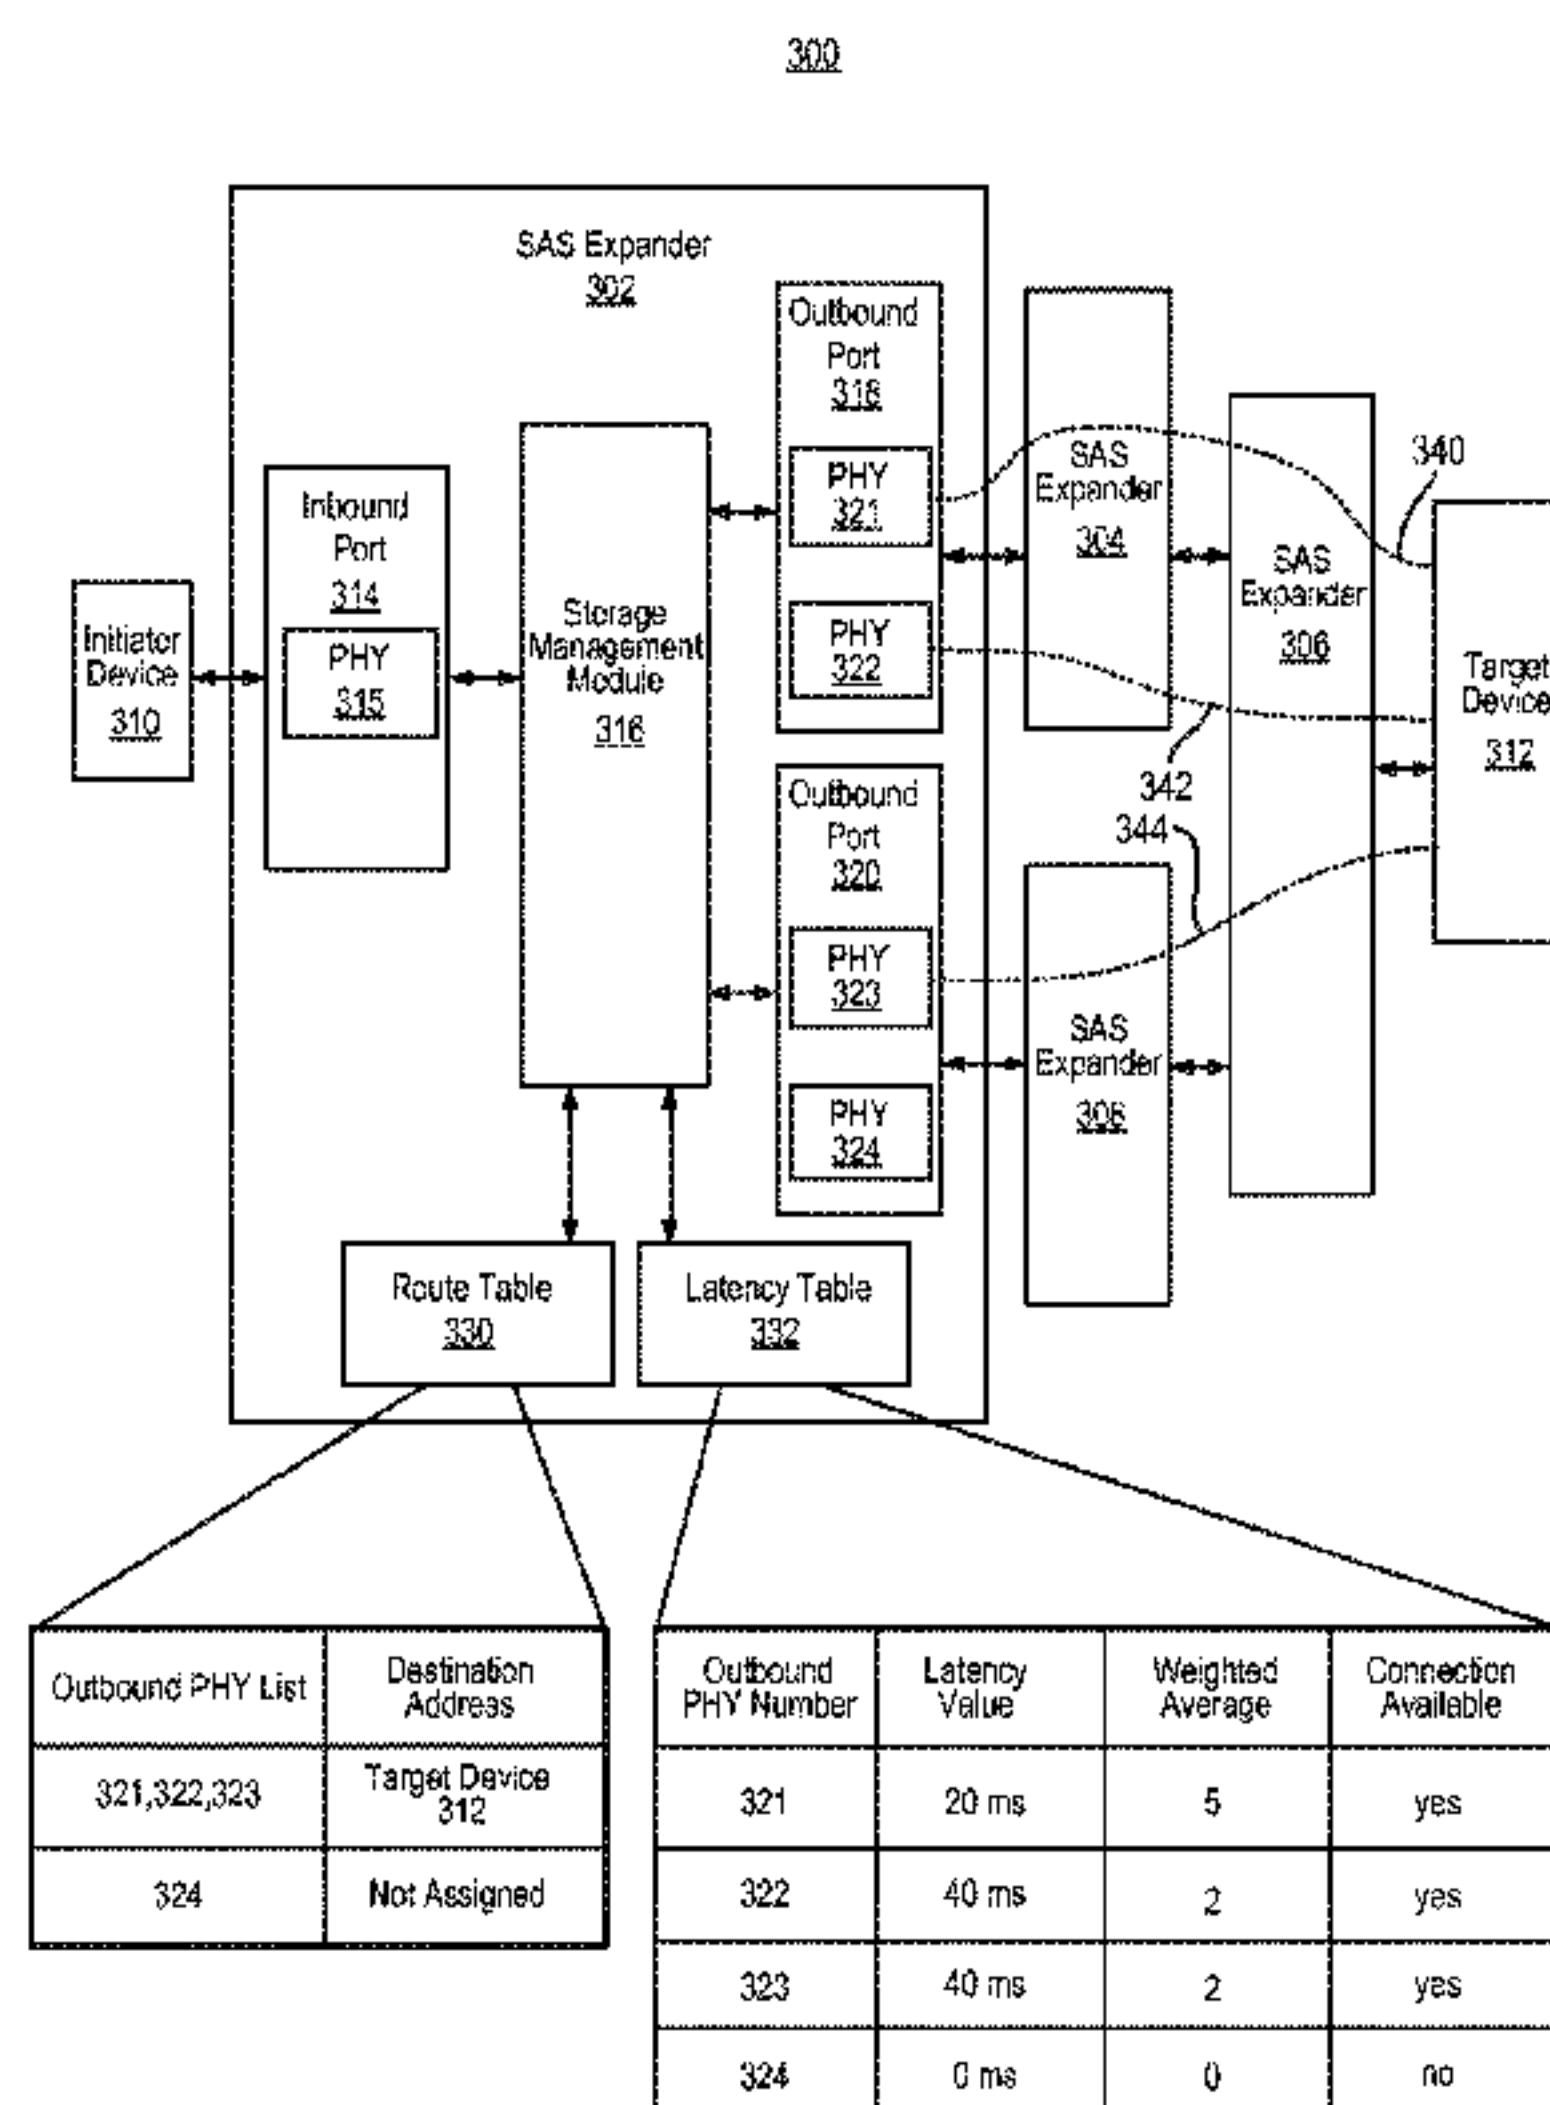 300
SAS Expander
302
Outbound
Port
318
PHY
321
PHY
322
SAS
Expander
304
340
SAS
Expander
306
Target
Device
312
Inbound
Port
314
PHY
315
Initiator
Device
310
Storage
Management
Module
316
342
344
Outbound
Port
320
PHY
323
PHY
324
SAS
Expander
308
Route Table
330
Latency Table
332
Outbound PHY List
Destination
Address
321,322,323
Target Device
312
324
Not Assigned
Outbound
PHY Number
Latency
Value
Weighted
Average
Connection
Available
321
20 ms
5
yes
322
40 ms
2
yes
323
40 ms
2
yes
324
0 ms
0
no